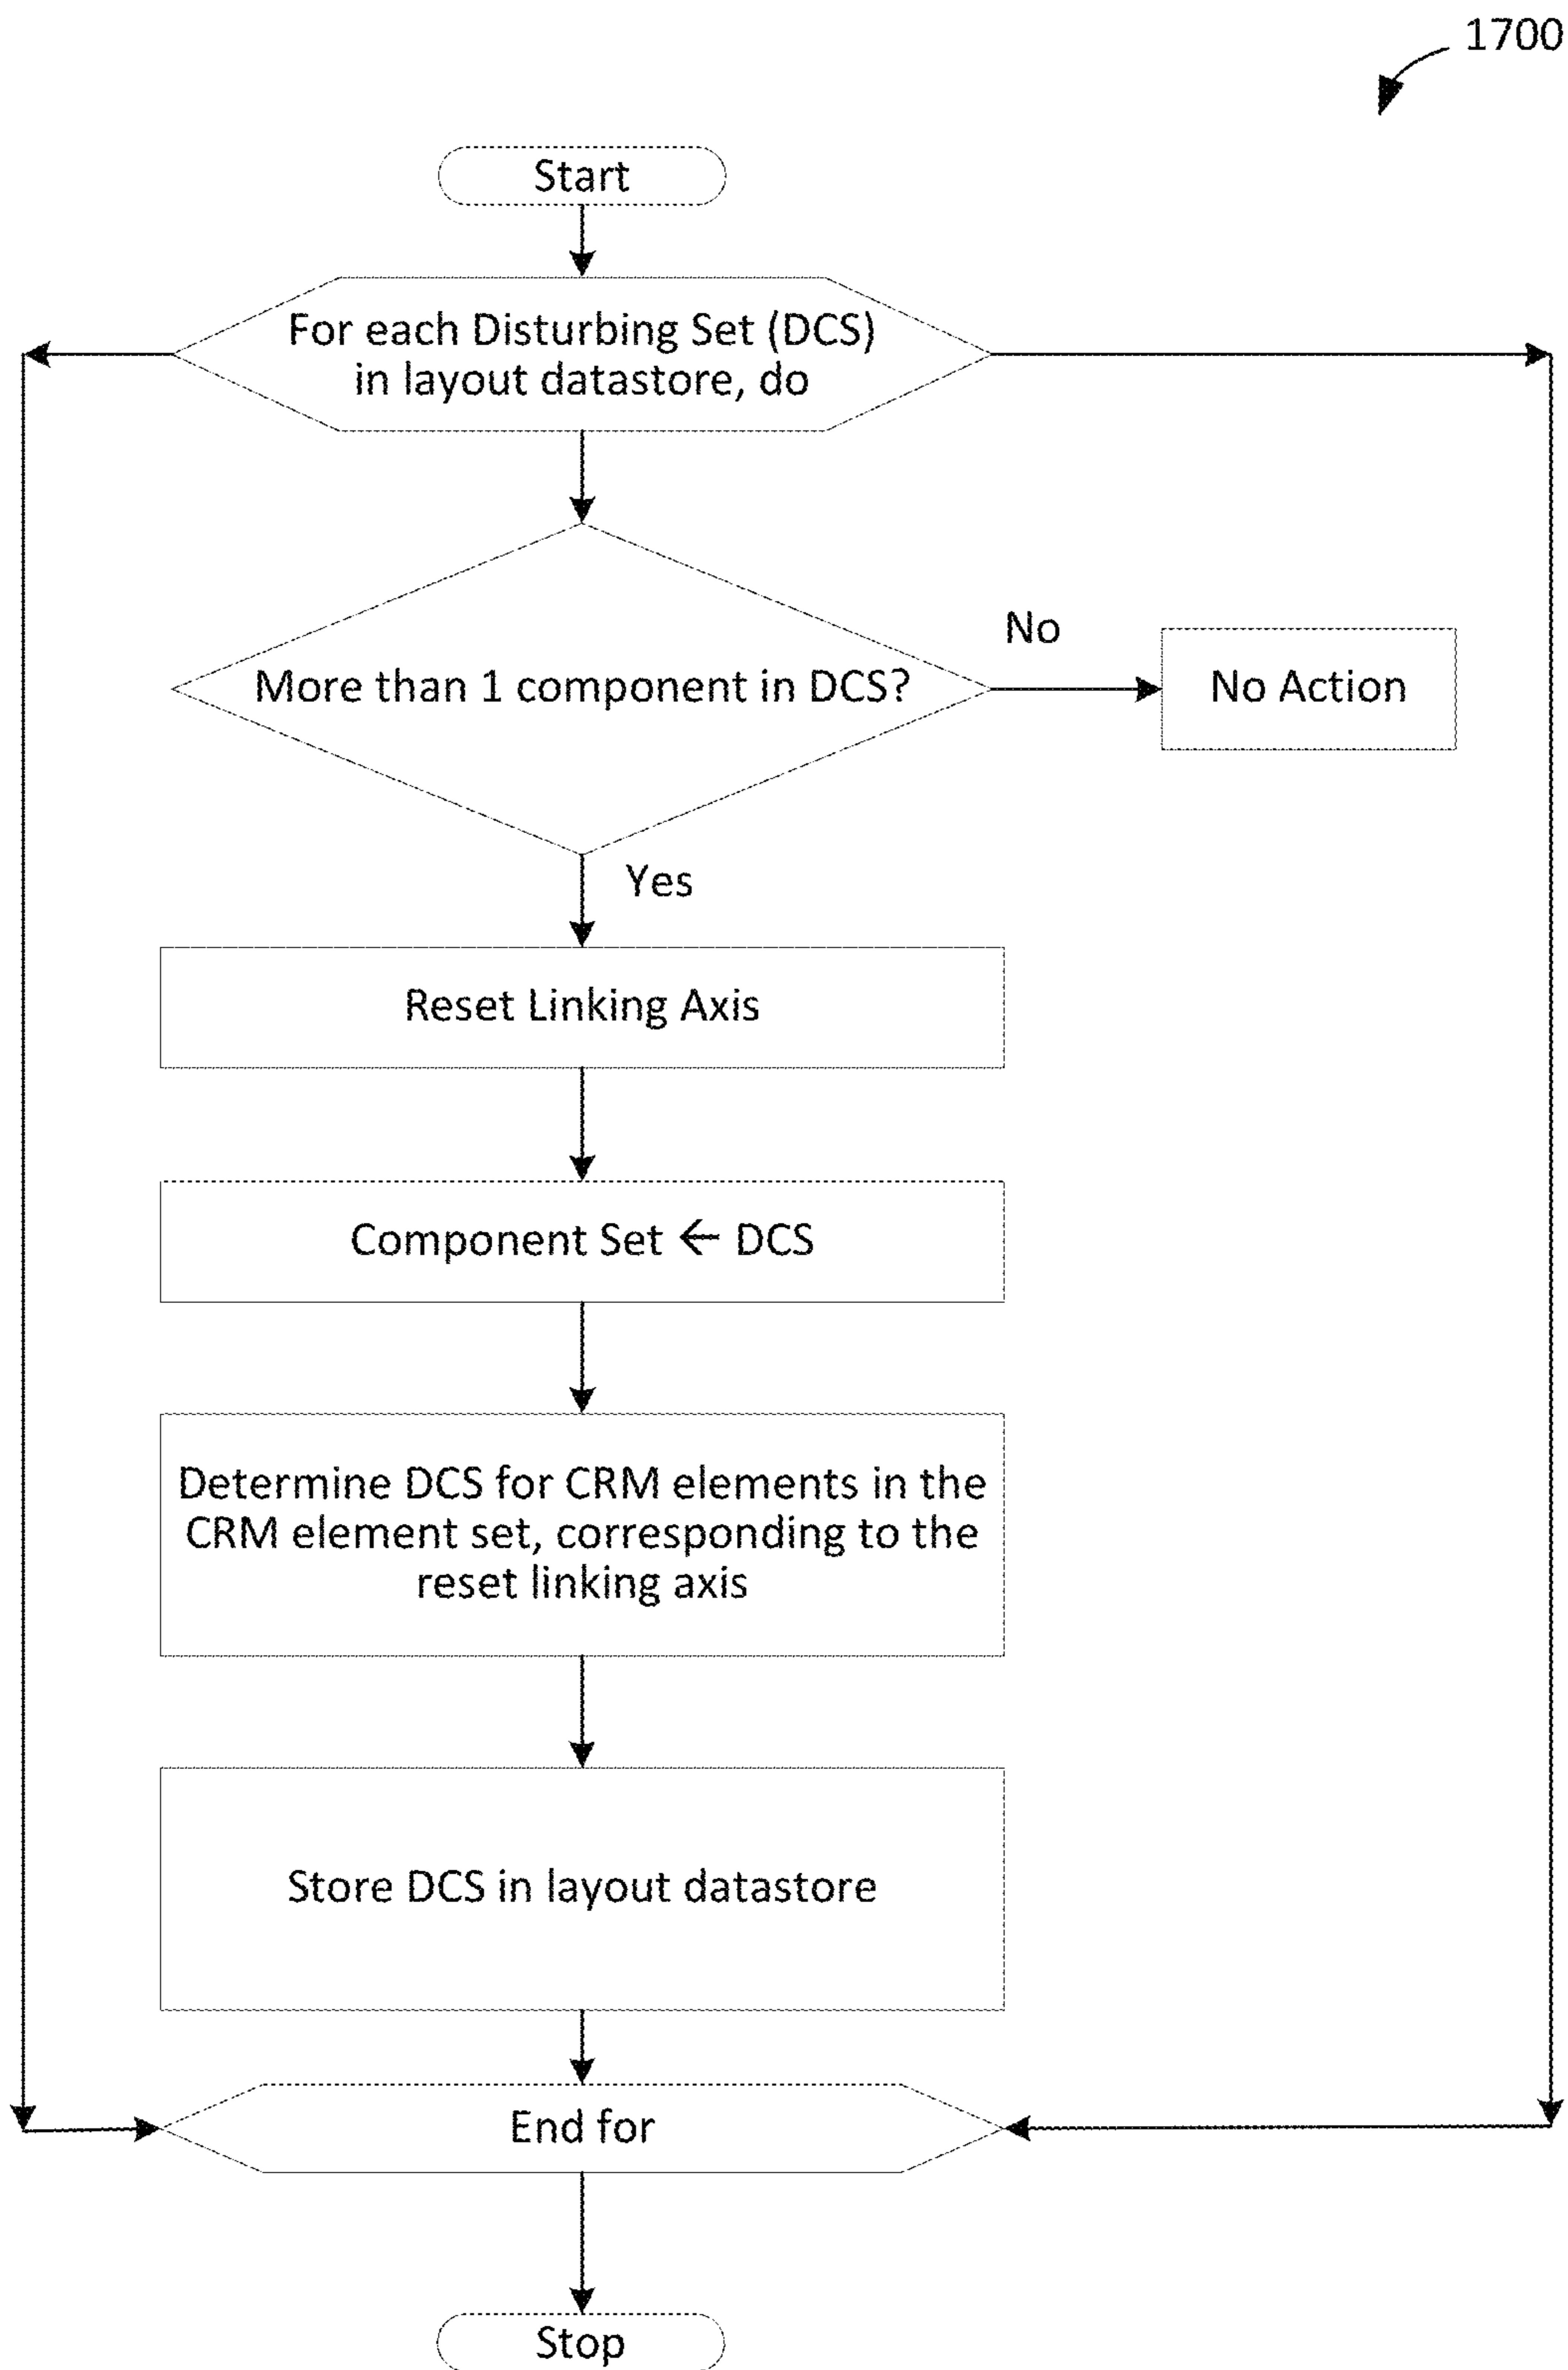 1700
Start
For each Disturbing Set (DCS)
in layout datastore, do
More than 1 component in DCS?
No
No Action
Yes
Reset Linking Axis
Component Set ← DCS
Determine DCS for CRM elements in the
CRM element set, corresponding to the
reset linking axis
Store DCS in layout datastore
End for
Stop